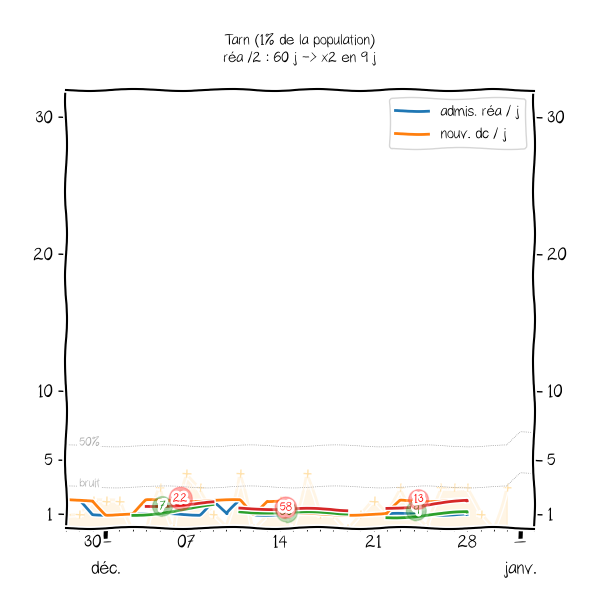 Tarn (1% de la population)
réa /2 : 60 j -> x2 en 9 j
admis. réa / j
nouv. dc / j
30
30
20
20
10
10
50%
5
5
bruit
7
22
58
13
1
1
30
07
14
21
28
déc.
janv.